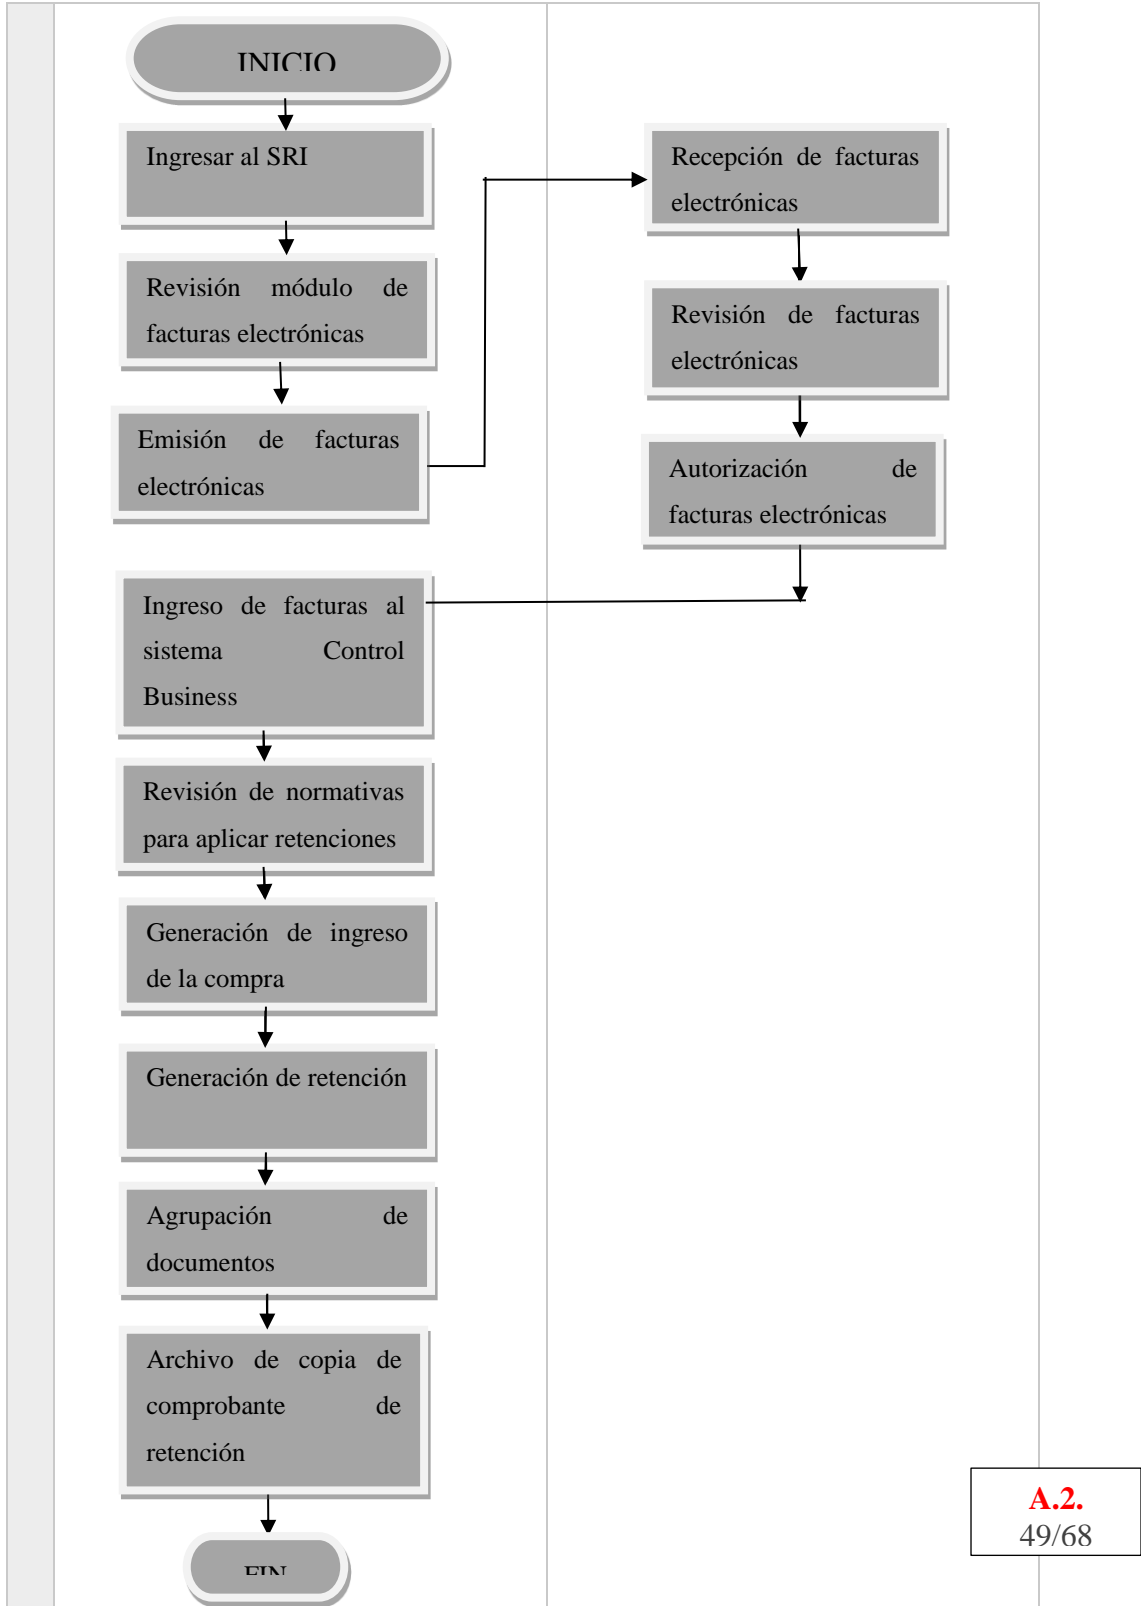 INICIO
Ingresar al SRI
Revisión módulo de
facturas electrónicas
Emisión de facturas
electrónicas
Recepción de facturas
electrónicas
Revisión de facturas
electrónicas
Autorización de
facturas electrónicas
Ingreso de facturas al
sistema Control
Business
Revisión de normativas
para aplicar retenciones
Generación de ingreso
de la compra
Generación de retención
Agrupación de
documentos
Archivo de copia de
comprobante de
retención
FIN
A.2.
49/68